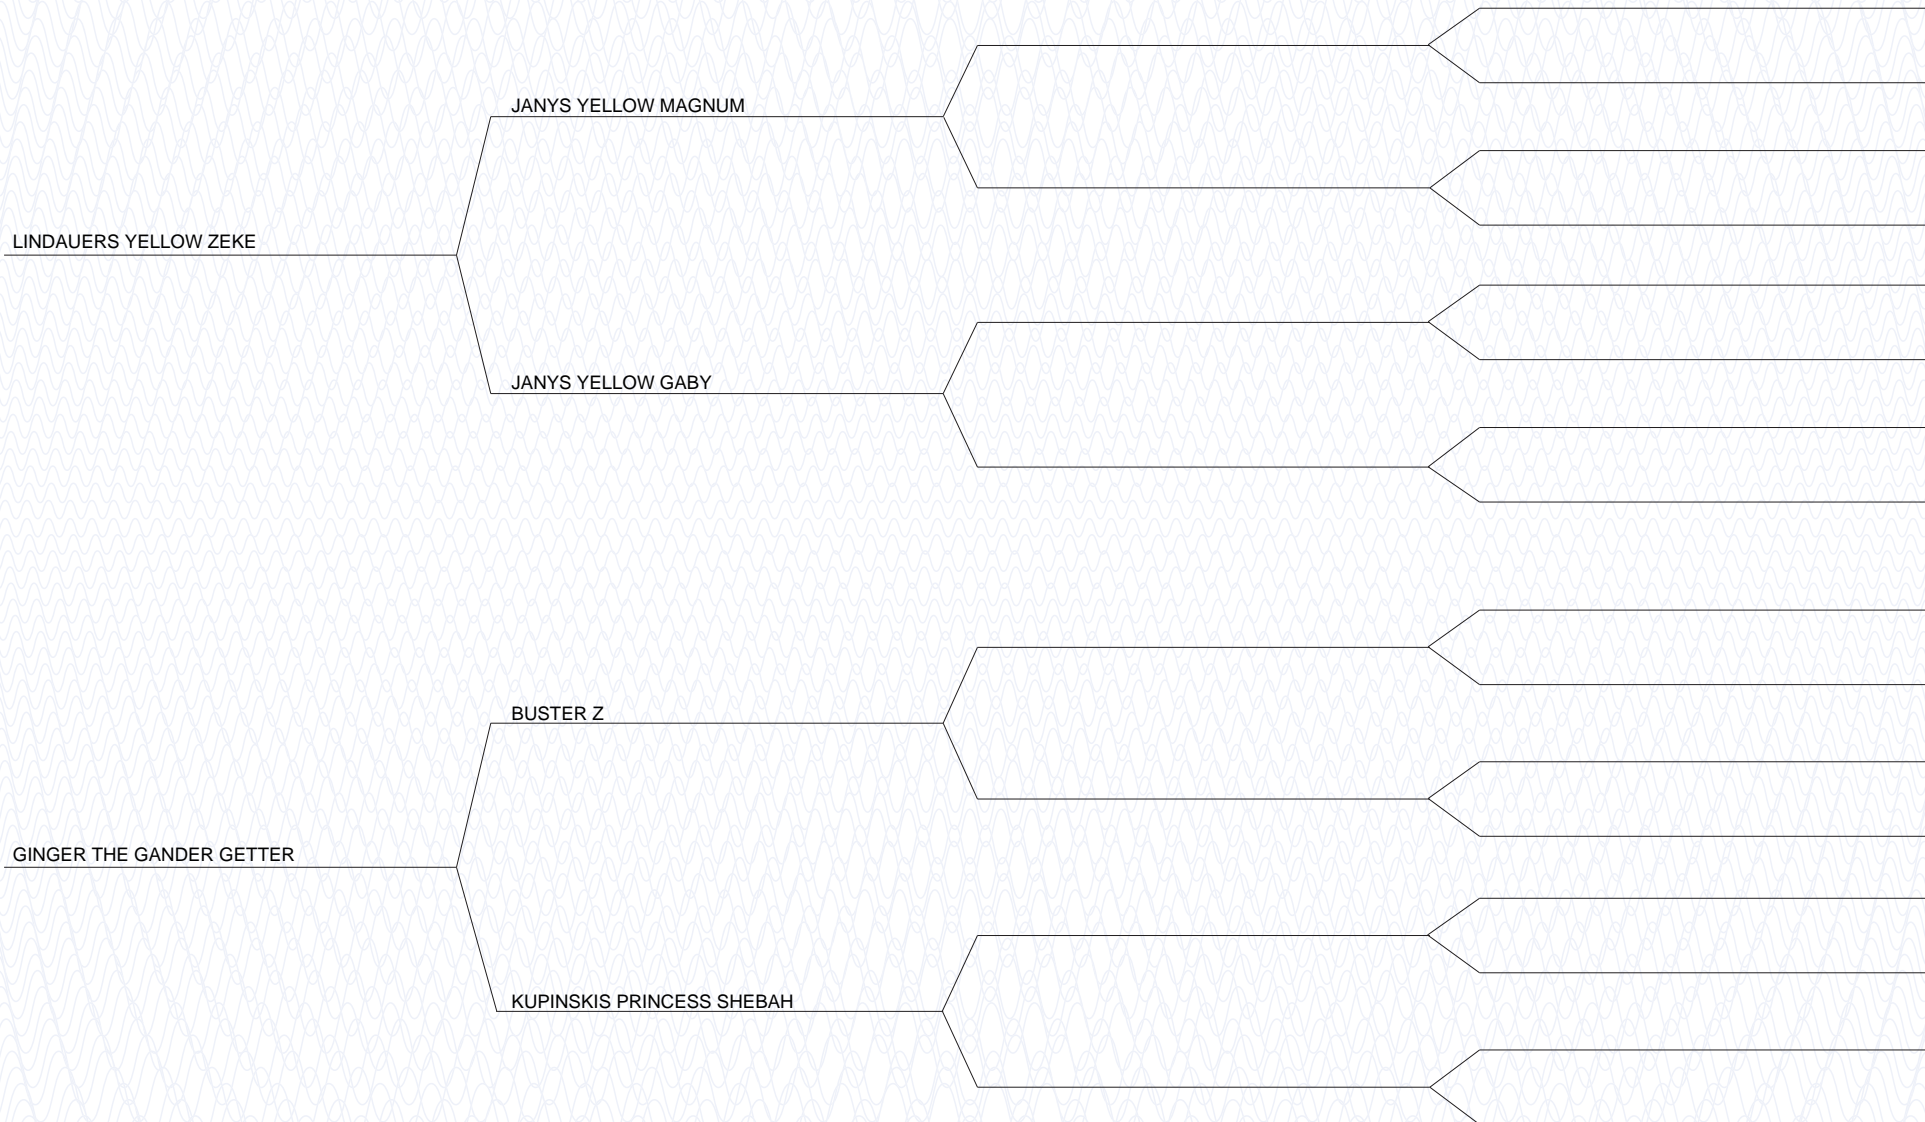 JANYS YELLOW MAGNUM
LINDAUERS YELLOW ZEKE
JANYS YELLOW GABY
BUSTER Z
GINGER THE GANDER GETTER
KUPINSKIS PRINCESS SHEBAH